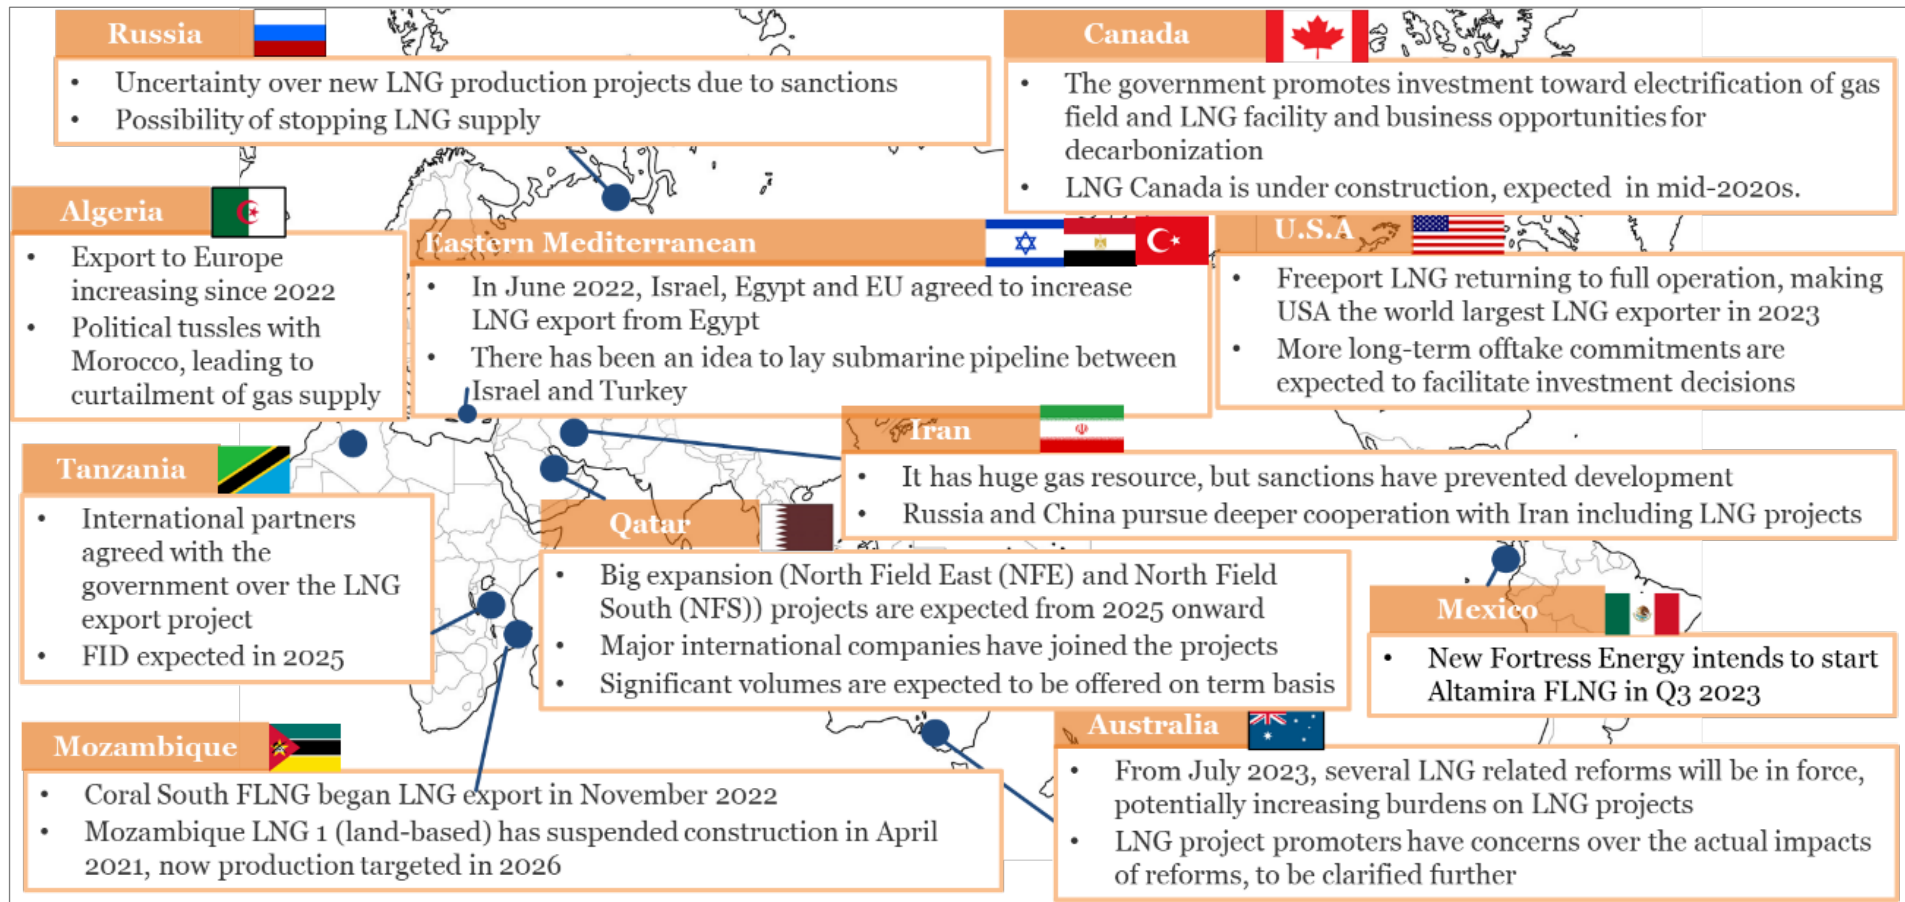 Russia
• Uncertainty over new LNG production projects due to sanctions
• Possibility of stopping LNG supply
Canada
• The government promotes investment toward electrification of gas
field and LNG facility and business opportunities for
decarbonization
• LNG Canada is under construction, expected in mid-2020s.
Algeria
• Export to Europe
increasing since 2022
• Political tussles with
Morocco, leading to
curtailment of gas supply
Eastern Mediterranean
• In June 2022, Israel, Egypt and EU agreed to increase
LNG export from Egypt
• There has been an idea to lay submarine pipeline between
Israel and Turkey
U.S.A
• Freeport LNG returning to full operation, making
USA the world largest LNG exporter in 2023
• More long-term offtake commitments are
expected to facilitate investment decisions
Iran
• It has huge gas resource, but sanctions have prevented development
• Russia and China pursue deeper cooperation with Iran including LNG projects
Tanzania
• International partners
agreed with the
government over the LNG
export project
• FID expected in 2025
Qatar
• Big expansion (North Field East (NFE) and North Field
South (NFS)) projects are expected from 2025 onward
• Major international companies have joined the projects
• Significant volumes are expected to be offered on term basis
Mexico
• New Fortress Energy intends to start
Altamira FLNG in Q3 2023
Mozambique
• Coral South FLNG began LNG export in November 2022
• Mozambique LNG 1 (land-based) has suspended construction in April
2021, now production targeted in 2026
Australia
• From July 2023, several LNG related reforms will be in force,
potentially increasing burdens on LNG projects
• LNG project promoters have concerns over the actual impacts
of reforms, to be clarified further